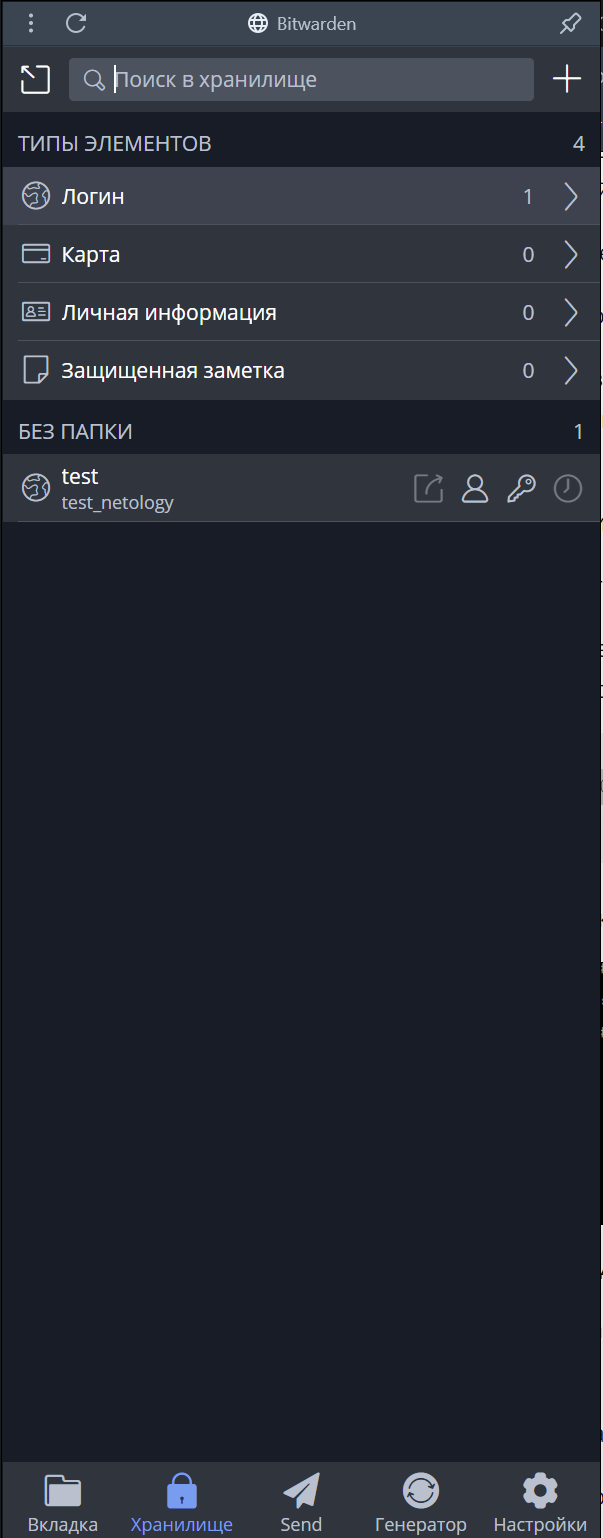 Bitwarden
Поиск в хранилище
ТИПЫ ЭЛЕМЕНТОВ 4
Логин 1
Карта 0
Личная информация 0
Защищенная заметка 0
БЕЗ ПАПКИ 1
test
test_netology
Вкладка Хранилище Send Генератор Настройки